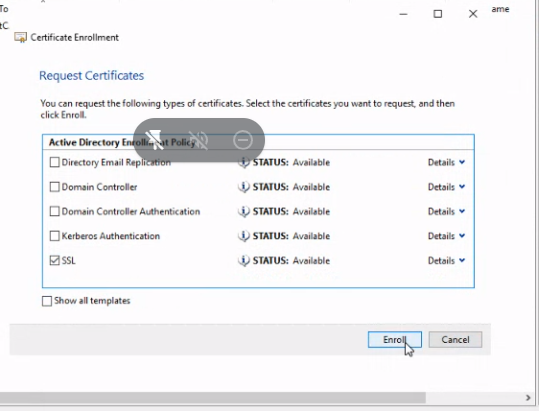 To
ame
tC
Certificate Enrollment
Request Certificates
You can request the following types of certificates. Select the certificates you want to request, and then
click Enroll.
Active Directory Enrollment Policy
Directory Email Replication STATUS: Available Details
Domain Controller STATUS: Available Details
Domain Controller Authentication STATUS: Available Details
Kerberos Authentication STATUS: Available Details
SSL STATUS: Available Details
Show all templates
Enroll Cancel